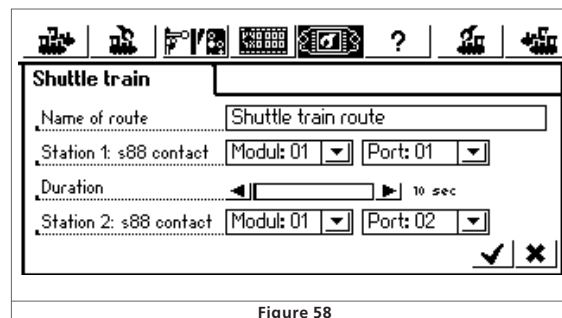 ?
Shuttle train
Name of route Shuttle train route
Station 1: s88 contact Modul: 01 Port: 01
Duration 10 sec
Station 2: s88 contact Modul: 01 Port: 02
Figure 58